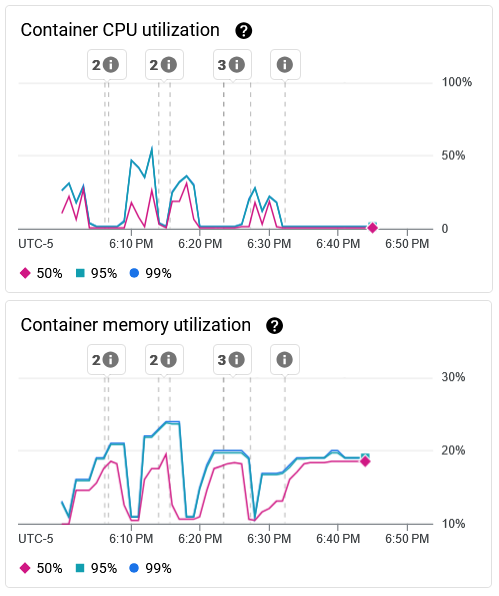 Container CPU utilization ?
2 i 2 i 3 i i
100%
50%
0
UTC-5 6:10 PM 6:20 PM 6:30 PM 6:40 PM 6:50 PM
50% 95% 99%
Container memory utilization ?
2 i 2 i 3 i i
30%
20%
10%
UTC-5 6:10 PM 6:20 PM 6:30 PM 6:40 PM 6:50 PM
50% 95% 99%